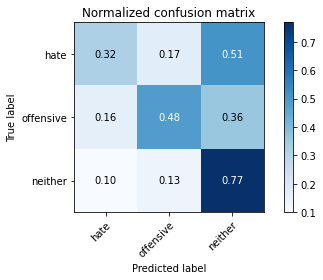 Normalized confusion matrix
True label
hate 0.32 0.17 0.51
offensive 0.16 0.48 0.36
neither 0.10 0.13 0.77
hate offensive neither
Predicted label
0.7
0.6
0.5
0.4
0.3
0.2
0.1